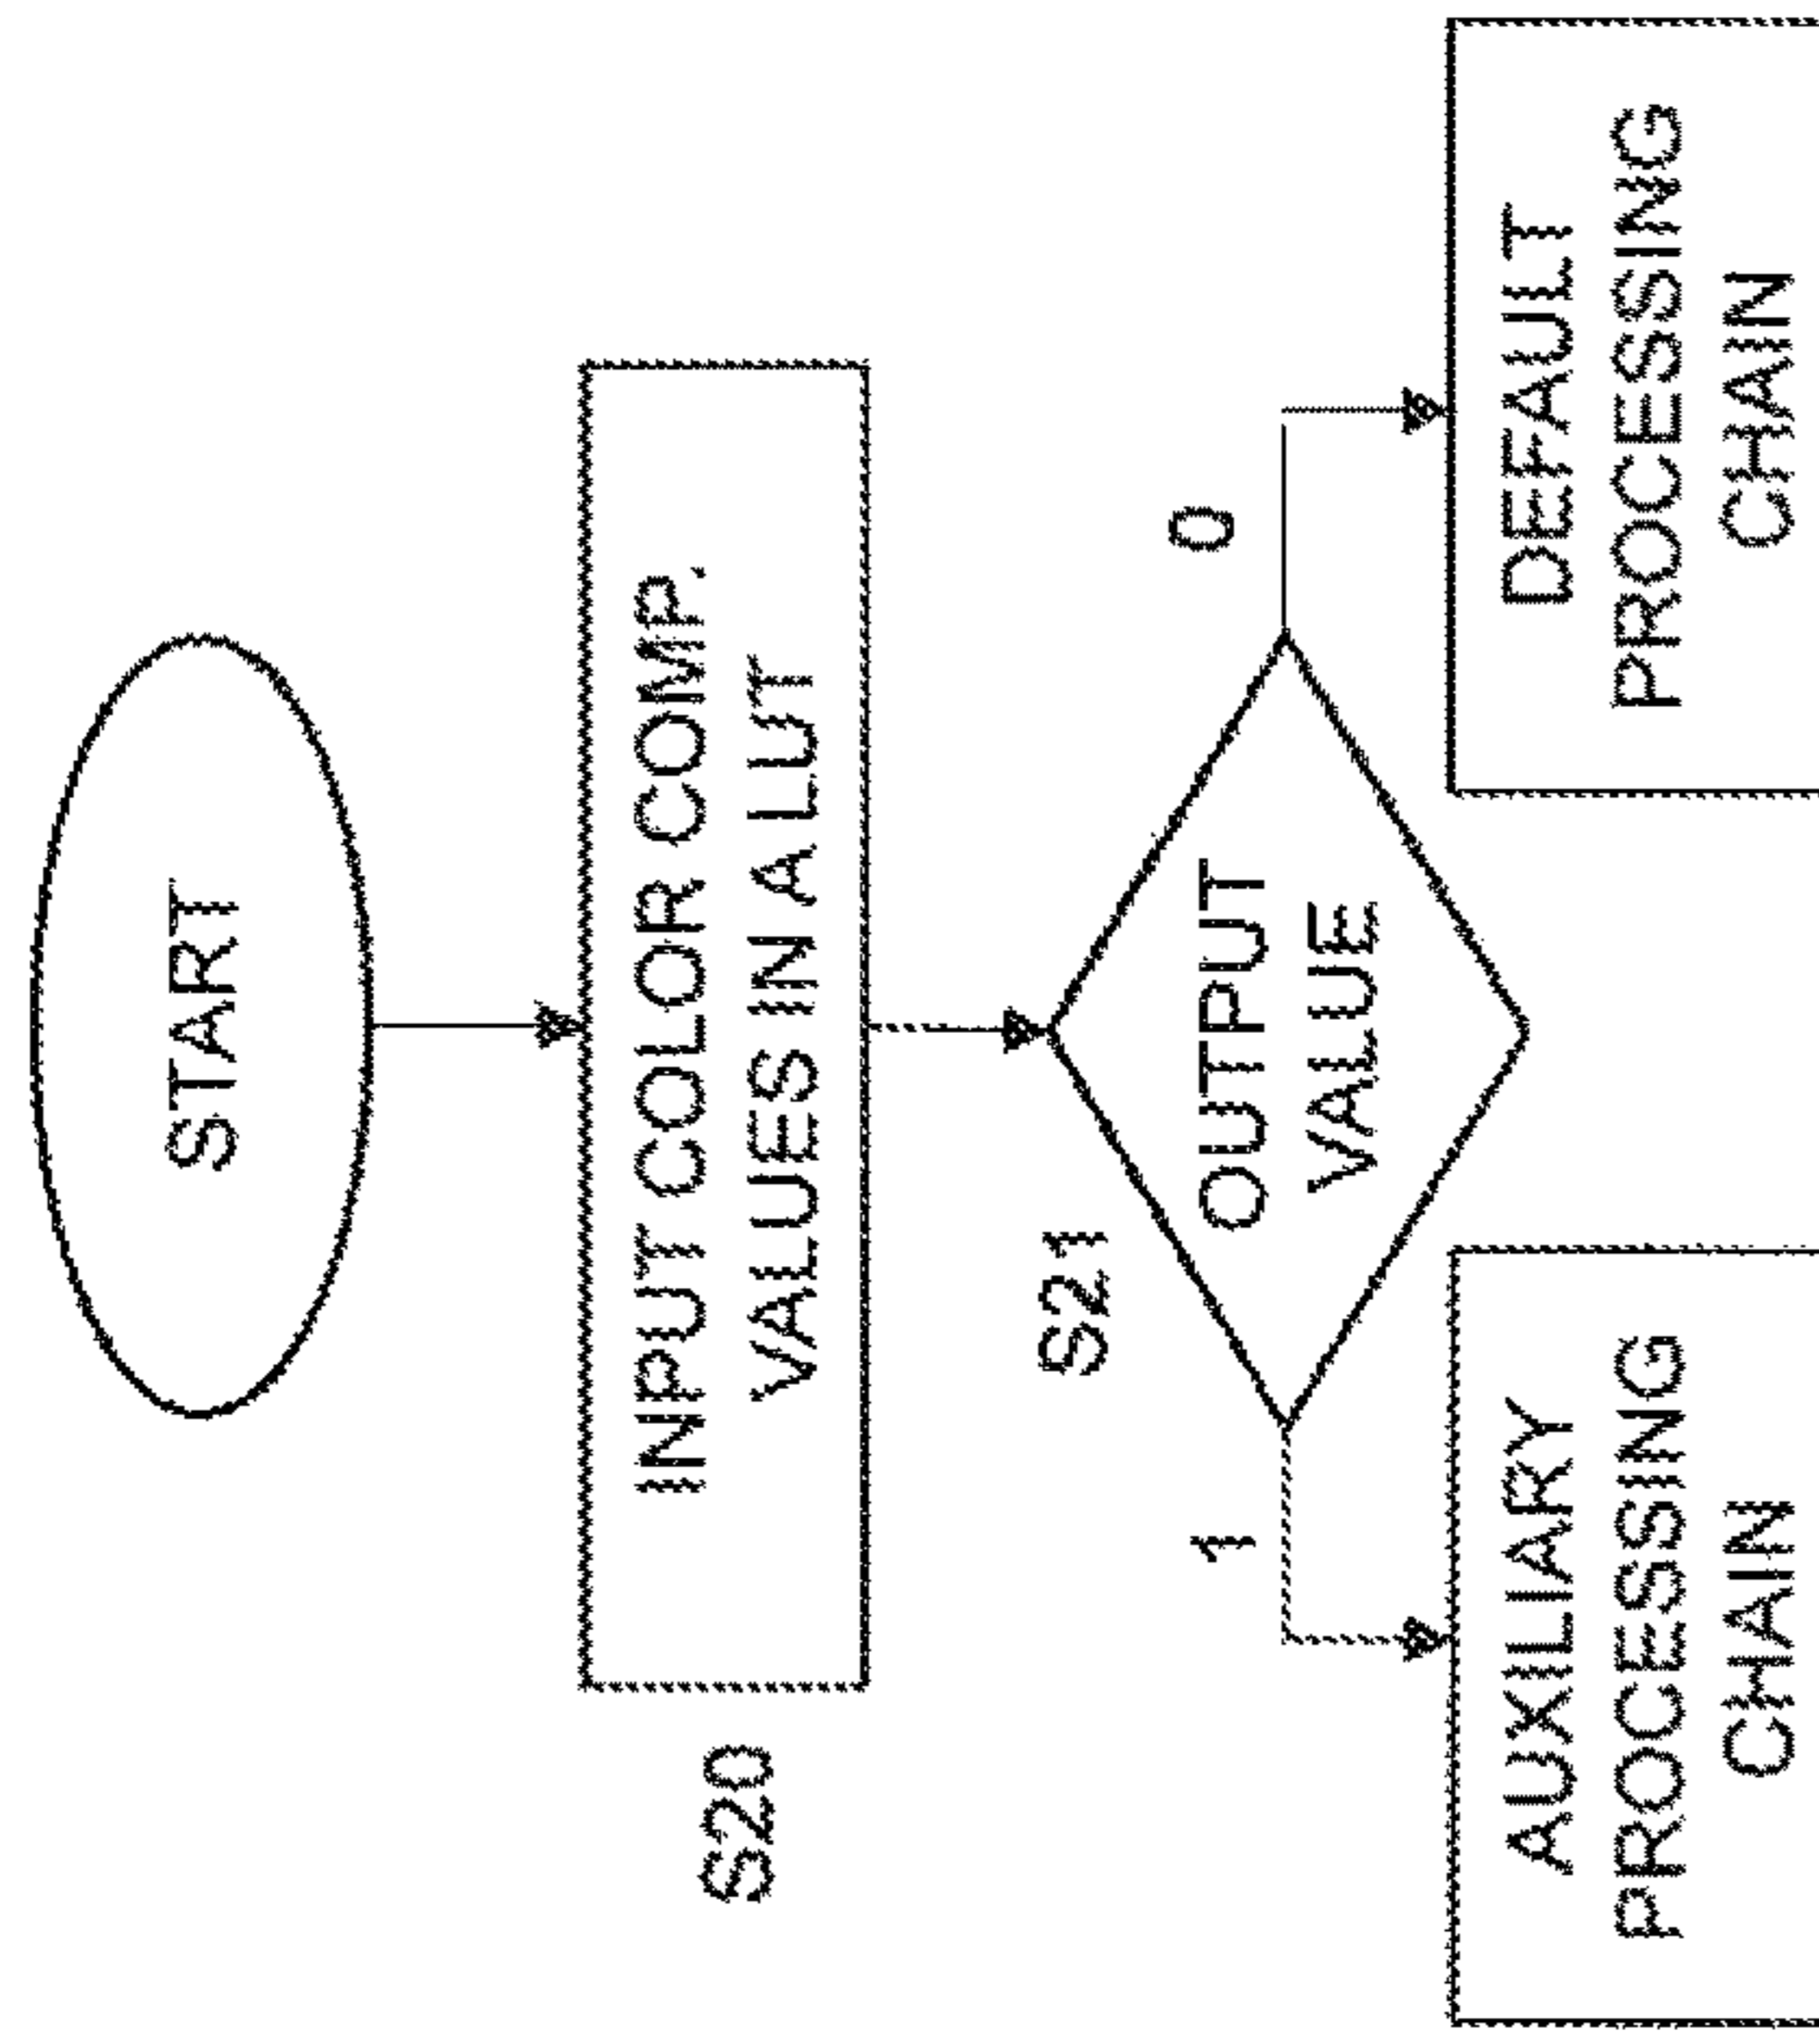 START
S20
INPUT COLOR COMP.
VALUES IN A LUT
S21
OUTPUT
VALUE
1
0
AUXILIARY
PROCESSING
CHAIN
DEFAULT
PROCESSING
CHAIN